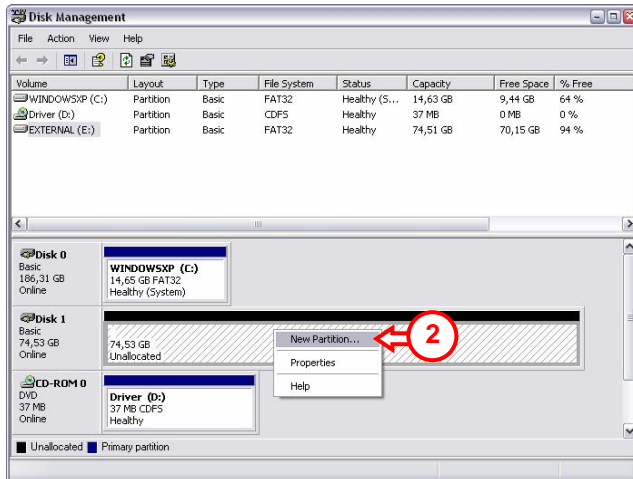 Disk Management
File Action View Help
Volume Layout Type File System Status Capacity Free Space % Free
WINDOWSXP (C:) Partition Basic FAT32 Healthy (S... 14,63 GB 9,44 GB 64 %
Driver (D:) Partition Basic CDFS Healthy 37 MB 0 MB 0 %
EXTERNAL (E:) Partition Basic FAT32 Healthy 74,51 GB 70,15 GB 94 %
Disk 0
Basic
186,31 GB
Online
WINDOWSXP (C:)
14,65 GB FAT32
Healthy (System)
Disk 1
Basic
74,53 GB
Online
74,53 GB
Unallocated
New Partition...
Properties
Help
2
CD-ROM 0
DVD
37 MB
Online
Driver (D:)
37 MB CDFS
Healthy
Unallocated Primary partition